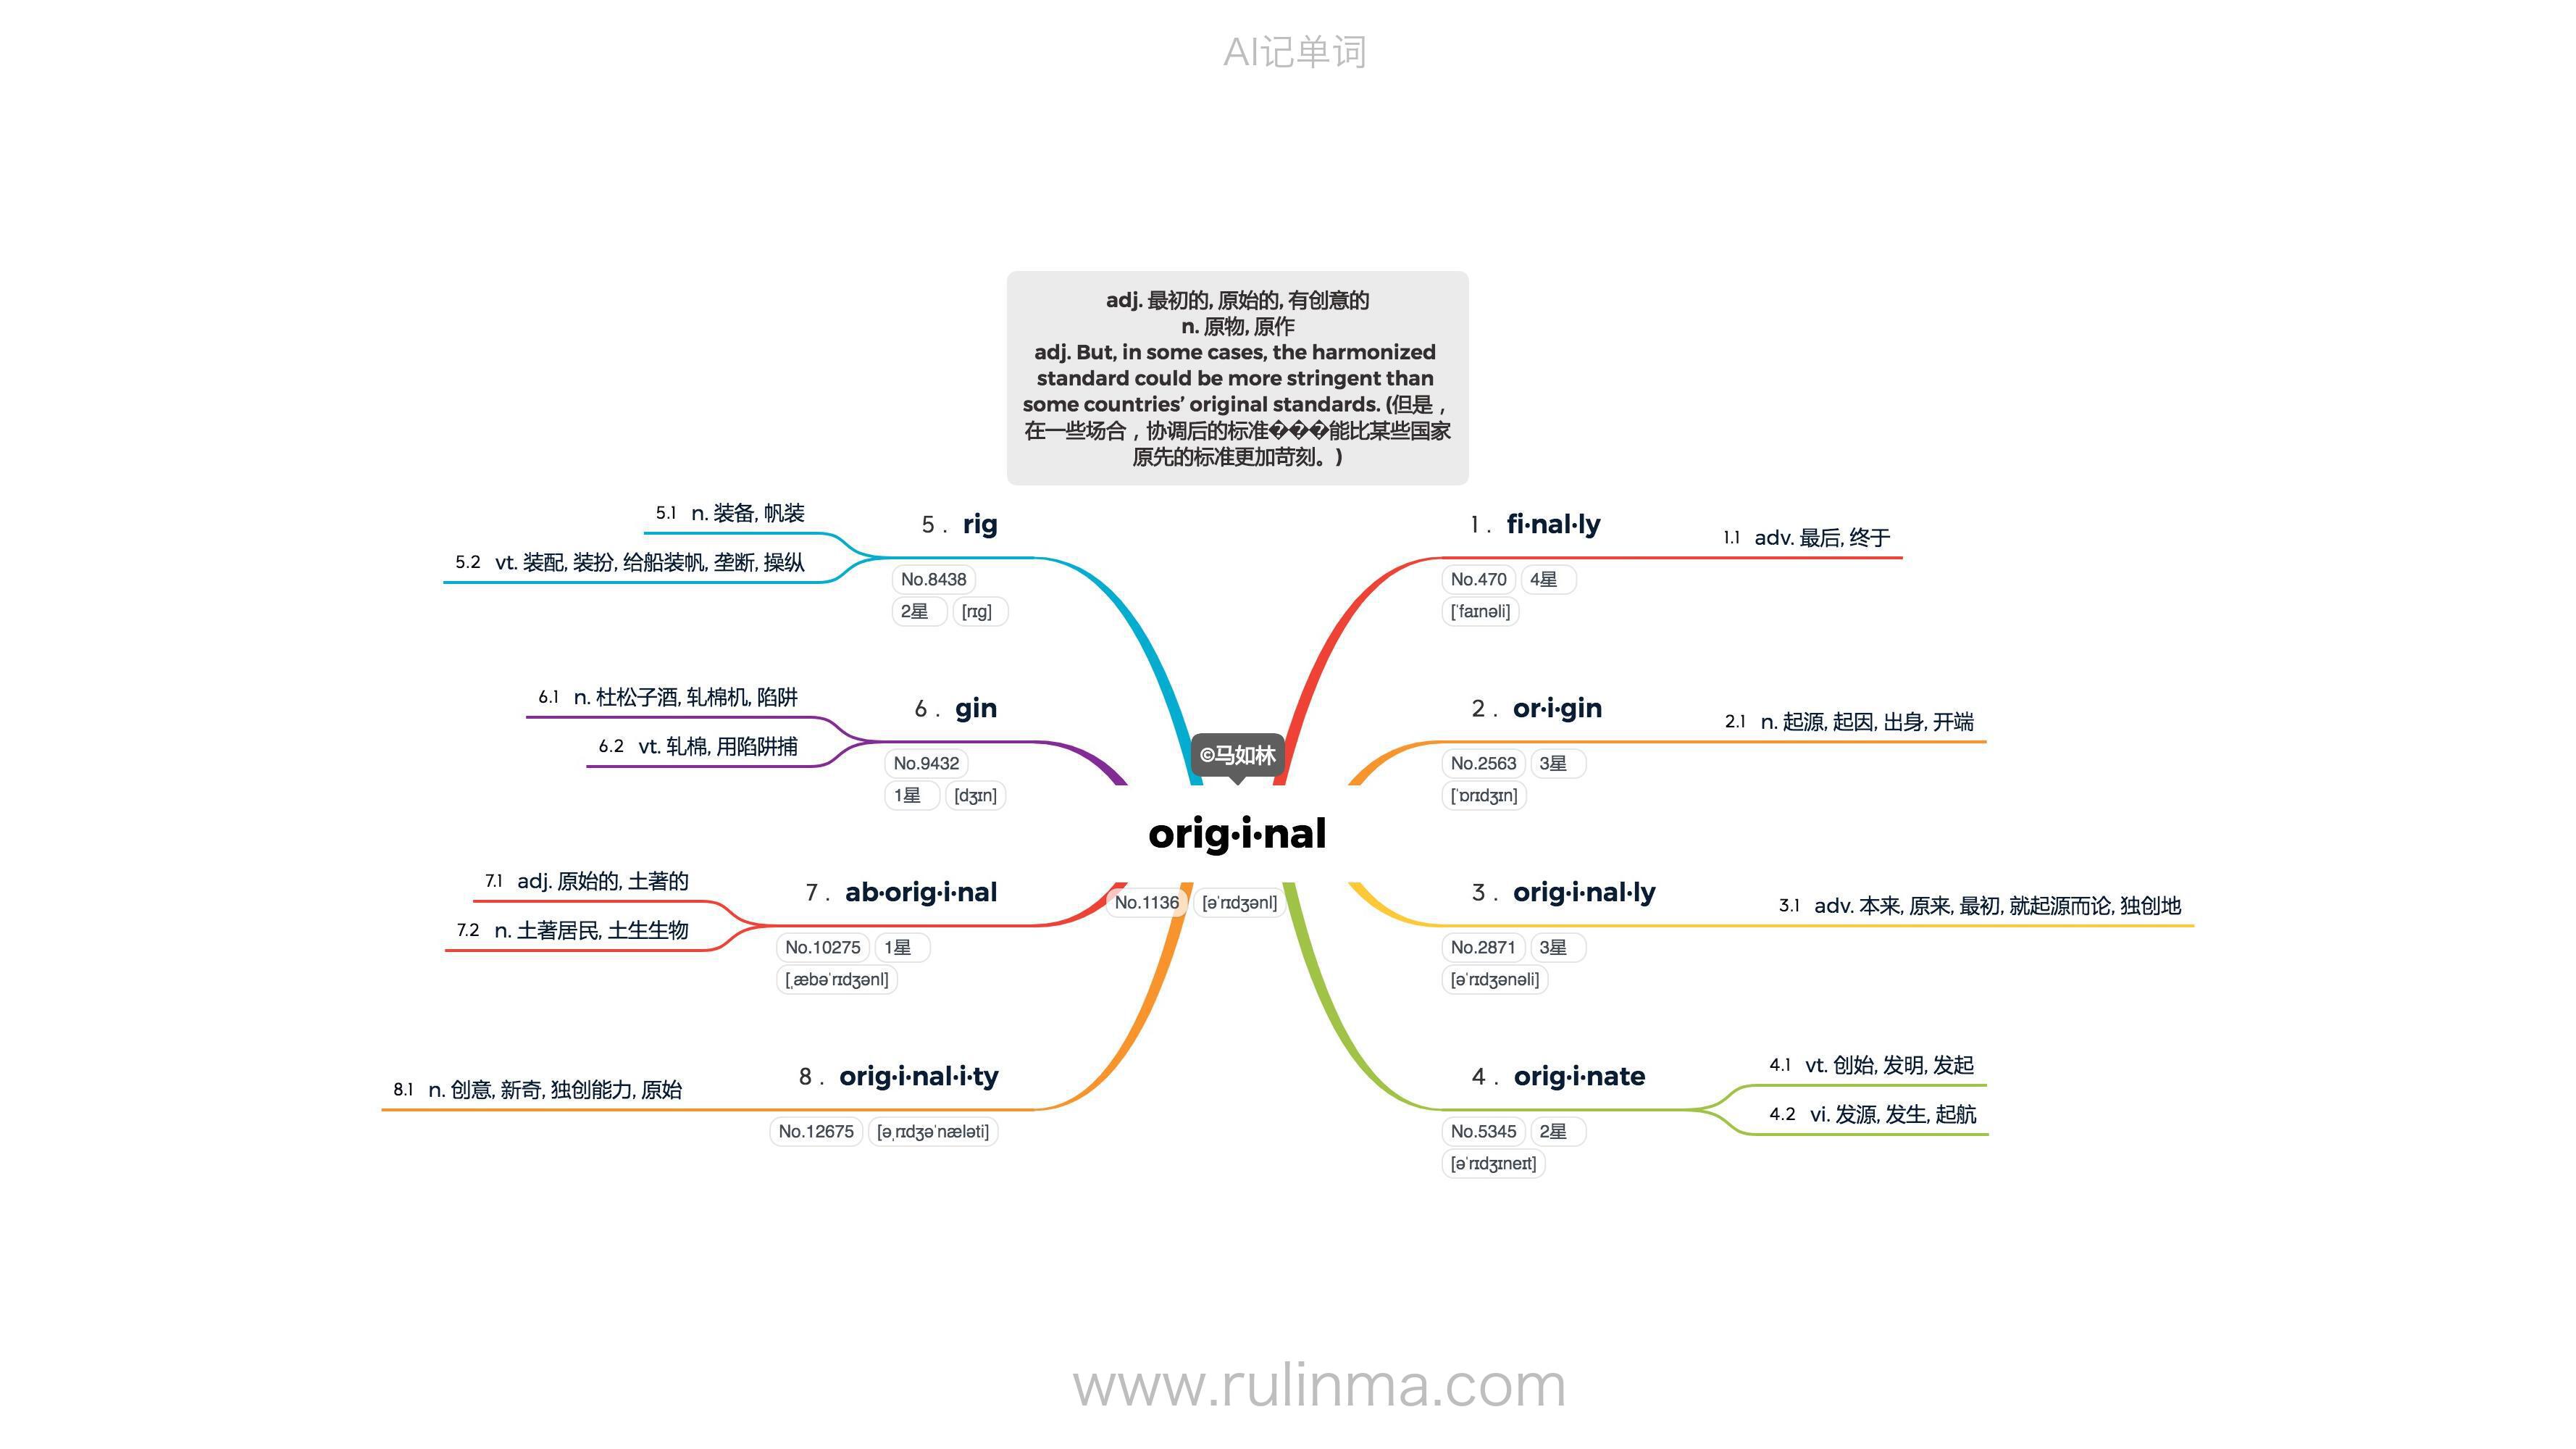 AI记单词
adj. 最初的, 原始的, 有创意的
n. 原物, 原作
adj. But, in some cases, the harmonized
standard could be more stringent than
some countries’ original standards. (但是，
在一些场合，协调后的标准���能比某些国家
原先的标准更加苛刻。)
©马如林
orig·i·nal
No.1136 [əˈrɪdʒənl]
1 . fi·nal·ly
No.470 4星
[ˈfaɪnəli]
1.1 adv. 最后, 终于
2 . or·i·gin
No.2563 3星
[ˈɒrɪdʒɪn]
2.1 n. 起源, 起因, 出身, 开端
3 . orig·i·nal·ly
No.2871 3星
[əˈrɪdʒənəli]
3.1 adv. 本来, 原来, 最初, 就起源而论, 独创地
4 . orig·i·nate
No.5345 2星
[əˈrɪdʒɪneɪt]
4.1 vt. 创始, 发明, 发起
4.2 vi. 发源, 发生, 起航
5 . rig
No.8438
2星 [rɪg]
5.1 n. 装备, 帆装
5.2 vt. 装配, 装扮, 给船装帆, 垄断, 操纵
6 . gin
No.9432
1星 [dʒɪn]
6.1 n. 杜松子酒, 轧棉机, 陷阱
6.2 vt. 轧棉, 用陷阱捕
7 . ab·orig·i·nal
No.10275 1星
[ˌæbəˈrɪdʒənl]
7.1 adj. 原始的, 土著的
7.2 n. 土著居民, 土生生物
8 . orig·i·nal·i·ty
No.12675 [əˌrɪdʒəˈnæləti]
8.1 n. 创意, 新奇, 独创能力, 原始
www.rulinma.com